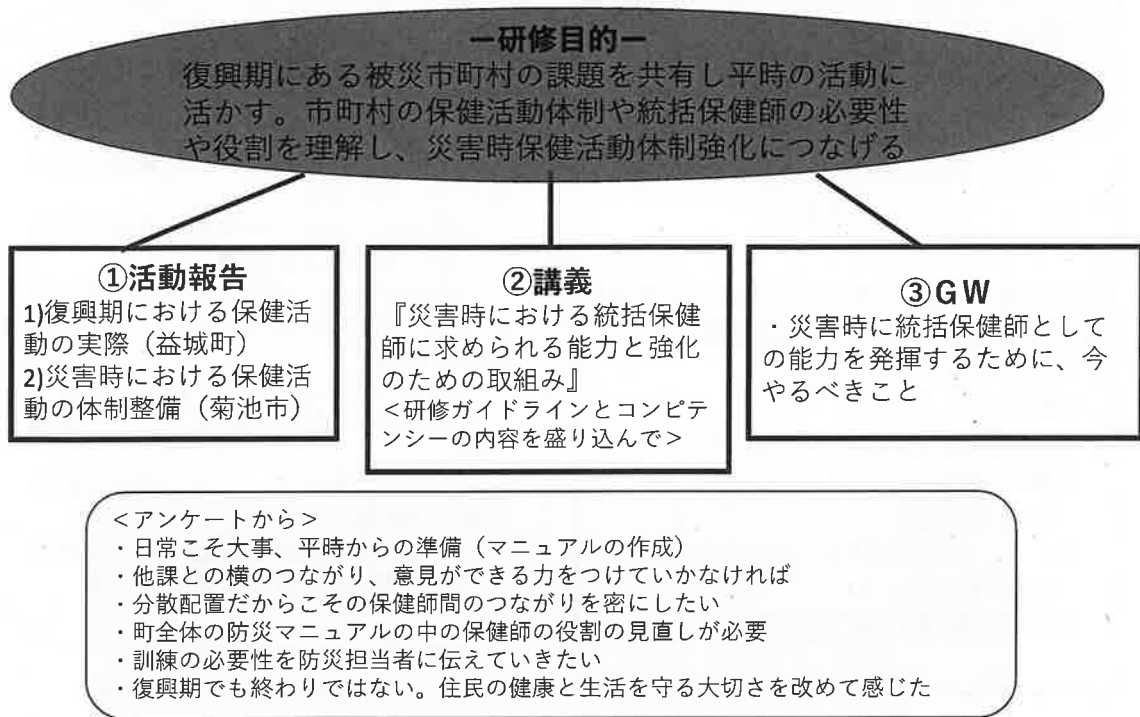 ー研修目的ー
復興期にある被災市町村の課題を共有し平時の活動に
活かす。市町村の保健活動体制や統括保健師の必要性
や役割を理解し、災害時保健活動体制強化につなげる
①活動報告
1)復興期における保健活
動の実際（益城町）
2)災害時における保健活
動の体制整備（菊池市）
②講義
『災害時における統括保健
師に求められる能力と強化
のための取組み』
＜研修ガイドラインとコンピテ
ンシーの内容を盛り込んで＞
③ＧＷ
・災害時に統括保健師として
の能力を発揮するために、今
やるべきこと
＜アンケートから＞
・日常こそ大事、平時からの準備（マニュアルの作成）
・他課との横のつながり、意見ができる力をつけていかなければ
・分散配置だからこその保健師間のつながりを密にしたい
・町全体の防災マニュアルの中の保健師の役割の見直しが必要
・訓練の必要性を防災担当者に伝えていきたい
・復興期でも終わりではない。住民の健康と生活を守る大切さを改めて感じた